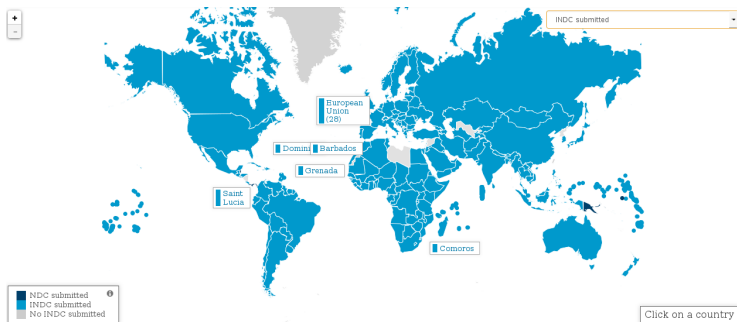 +
INDC submitted
-
European
Union
(28)
Domini
Barbados
Grenada
Saint
Lucia
Comoros
NDC submitted
INDC submitted
No INDC submitted
Click on a country